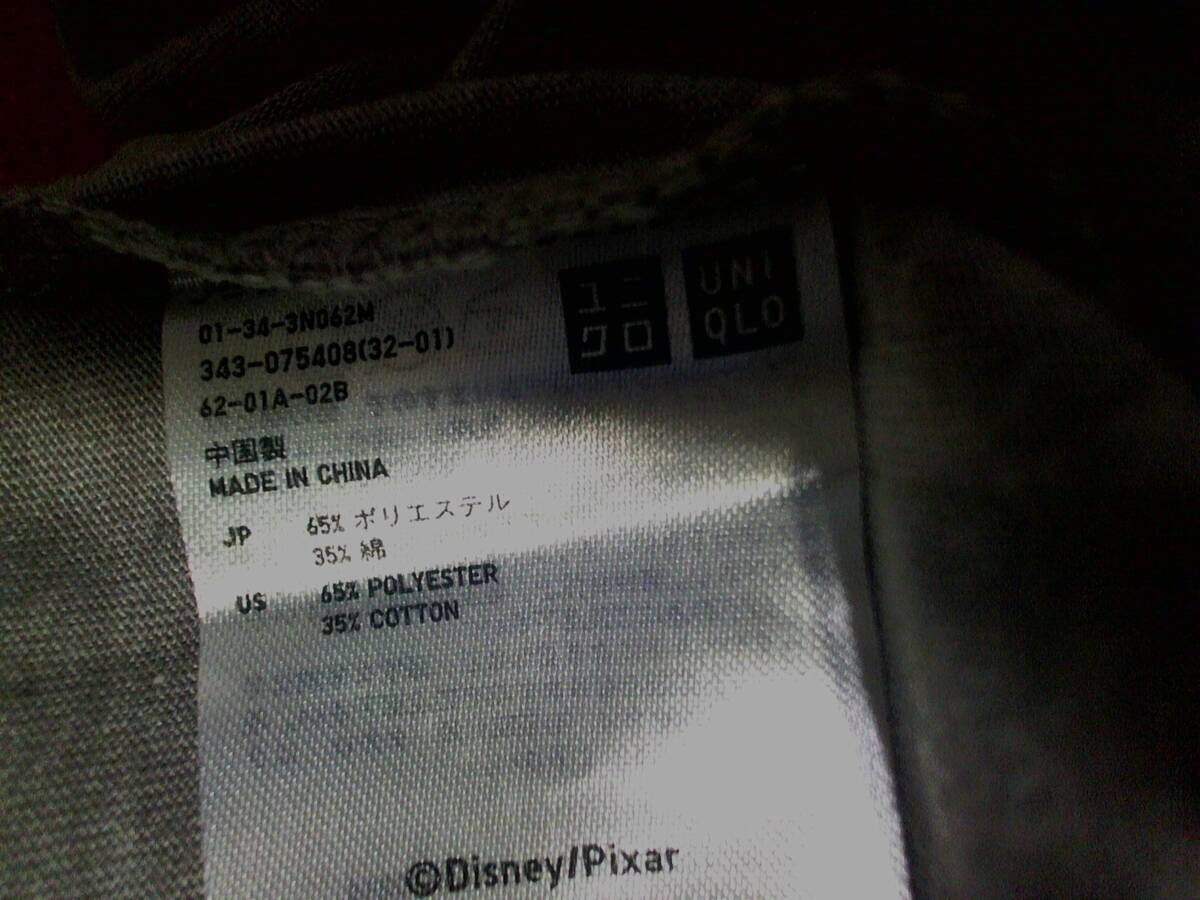 01-34-3N062M
343-075408(32-01)
62-01A-02B
ユニ
クロ
UNI
QLO
中国製
MADE IN CHINA
JP 65% ポリエステル
35% 綿
US 65% POLYESTER
35% COTTON
©Disney/Pixar